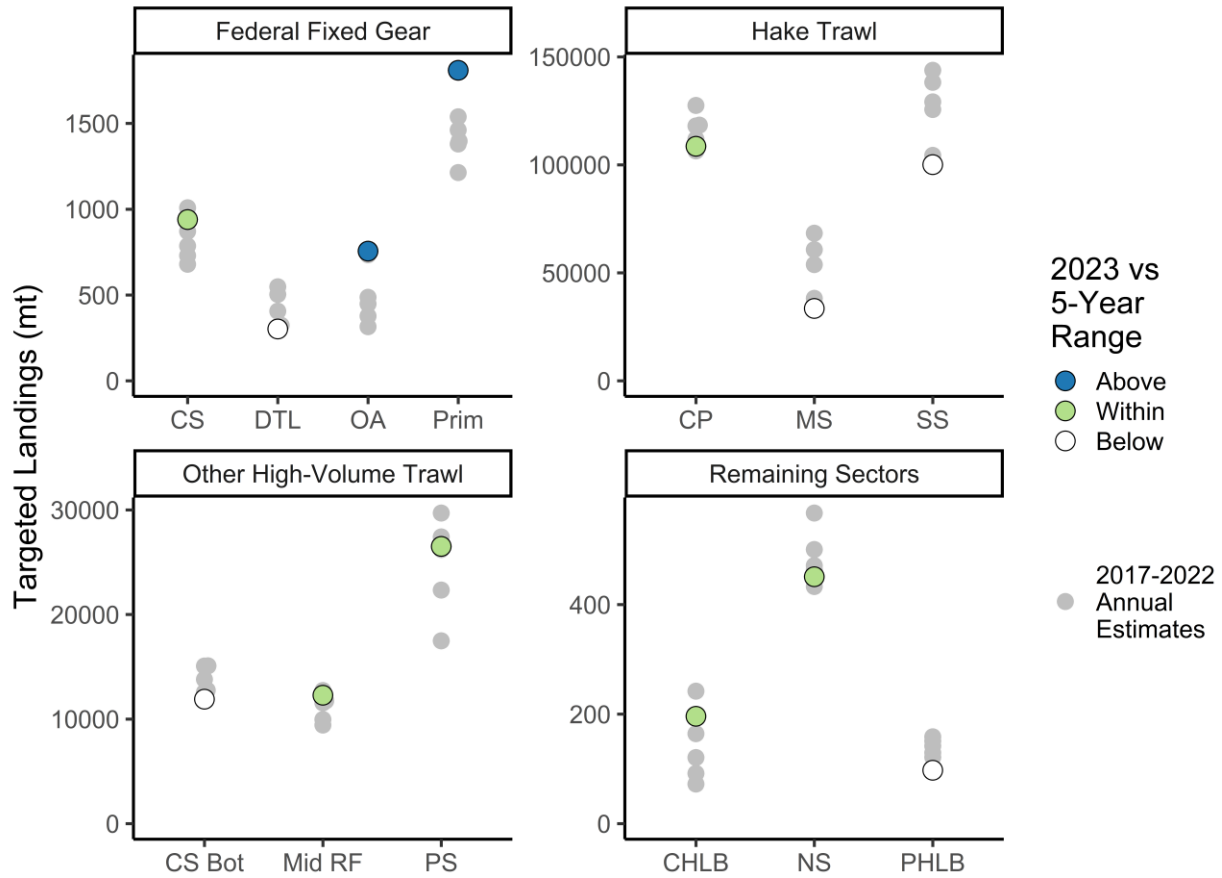 Federal Fixed Gear
Hake Trawl
Targeted Landings (mt)
1500
1000
500
0
CS DTL OA Prim
150000
100000
50000
0
CP MS SS
Other High-Volume Trawl
Remaining Sectors
30000
20000
10000
0
CS Bot Mid RF PS
400
200
0
CHLB NS PHLB
2023 vs
5-Year
Range
Above
Within
Below
2017-2022
Annual
Estimates